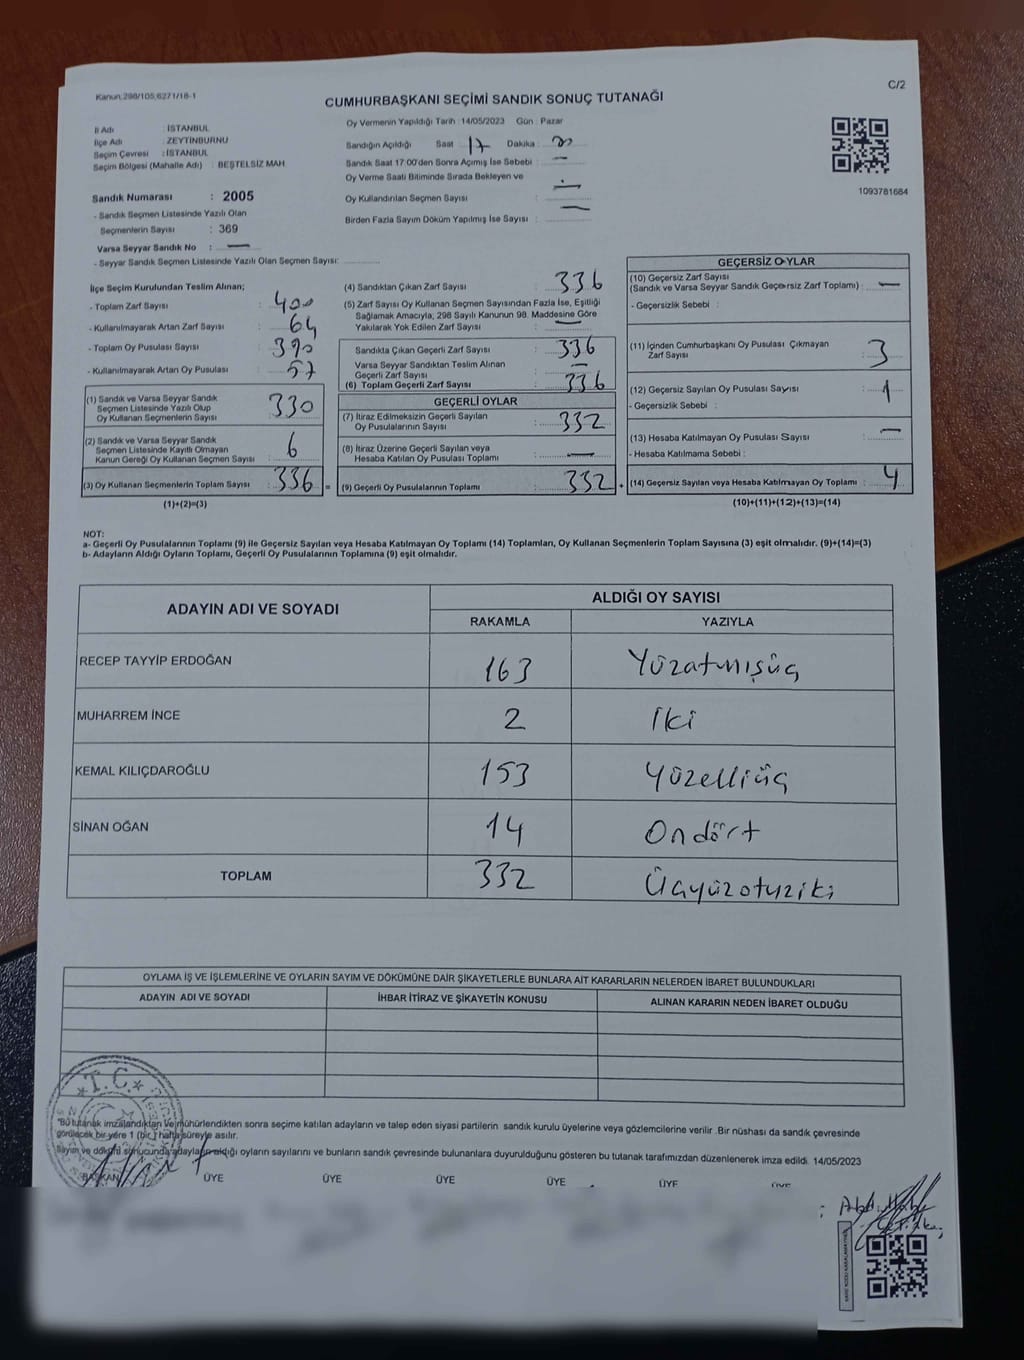 Kanun:298/105,6271/18-1
C/2
CUMHURBAŞKANI SEÇİMİ SANDIK SONUÇ TUTANAĞI
İl Adı : İSTANBUL
İlçe Adı : ZEYTİNBURNU
Seçim Çevresi : İSTANBUL
Seçim Bölgesi (Mahalle Adı) : BEŞTELSİZ MAH
Sandık Numarası : 2005
- Sandık Seçmen Listesinde Yazılı Olan
Seçmenlerin Sayısı : 369
Varsa Seyyar Sandık No : —
- Seyyar Sandık Seçmen Listesinde Yazılı Olan Seçmen Sayısı:
Oy Vermenin Yapıldığı Tarih : 14/05/2023 Gün : Pazar
Sandığın Açıldığı Saat 17 Dakika :
Sandık Saat 17:00'den Sonra Açımış İse Sebebi : —
Oy Verme Saati Bitiminde Sırada Bekleyen ve
Oy Kullandırılan Seçmen Sayısı : —
Birden Fazla Sayım Döküm Yapılmış İse Sayısı : —
1093781684
İlçe Seçim Kurulundan Teslim Alınan;
- Toplam Zarf Sayısı : 400
- Kullanılmayarak Artan Zarf Sayısı : 64
- Toplam Oy Pusulası Sayısı : 390
- Kullanılmayarak Artan Oy Pusulası : 57
(1) Sandık ve Varsa Seyyar Sandık
Seçmen Listesinde Yazılı Olup
Oy Kullanan Seçmenlerin Sayısı : 330
(2) Sandık ve Varsa Seyyar Sandık
Seçmen Listesinde Kayıtlı Olmayan
Kanun Gereği Oy Kullanan Seçmen Sayısı : 6
(3) Oy Kullanan Seçmenlerin Toplam Sayısı : 336
(1)+(2)=(3)
(4) Sandıktan Çıkan Zarf Sayısı : 336
(5) Zarf Sayısı Oy Kullanan Seçmen Sayısından Fazla İse, Eşitliği
Sağlamak Amacıyla, 298 Sayılı Kanunun 98. Maddesine Göre
Yakılarak Yok Edilen Zarf Sayısı : —
Sandıkta Çıkan Geçerli Zarf Sayısı : 336
Varsa Seyyar Sandıktan Teslim Alınan
Geçerli Zarf Sayısı : —
(6) Toplam Geçerli Zarf Sayısı : 336
GEÇERLİ OYLAR
(7) İtiraz Edilmeksizin Geçerli Sayılan
Oy Pusulalarının Sayısı : 332
(8) İtiraz Üzerine Geçerli Sayılan veya
Hesaba Katılan Oy Pusulası Toplamı : —
= (9) Geçerli Oy Pusulalarının Toplamı : 332 +
GEÇERSİZ OYLAR
(10) Geçersiz Zarf Sayısı
(Sandık ve Varsa Seyyar Sandık Geçersiz Zarf Toplamı) : —
- Geçersizlik Sebebi :
(11) İçinden Cumhurbaşkanı Oy Pusulası Çıkmayan
Zarf Sayısı : 3
(12) Geçersiz Sayılan Oy Pusulası Sayısı : 1
- Geçersizlik Sebebi :
(13) Hesaba Katılmayan Oy Pusulası Sayısı : —
- Hesaba Katılmama Sebebi :
(14) Geçersiz Sayılan veya Hesaba Katılmayan Oy Toplamı : 4
(10)+(11)+(12)+(13)=(14)
NOT:
a- Geçerli Oy Pusulalarının Toplamı (9) ile Geçersiz Sayılan veya Hesaba Katılmayan Oy Toplamı (14) Toplamları, Oy Kullanan Seçmenlerin Toplam Sayısına (3) eşit olmalıdır. (9)+(14)=(3)
b- Adayların Aldığı Oyların Toplamı, Geçerli Oy Pusulalarının Toplamına (9) eşit olmalıdır.
ADAYIN ADI VE SOYADI
ALDIĞI OY SAYISI
RAKAMLA YAZIYLA
RECEP TAYYİP ERDOĞAN 163 Yüzatmışüç
MUHARREM İNCE 2 İki
KEMAL KILIÇDAROĞLU 153 Yüzelliüç
SİNAN OĞAN 14 Ondört
TOPLAM 332 Üçyüzotuziki
OYLAMA İŞ VE İŞLEMLERİNE VE OYLARIN SAYIM VE DÖKÜMÜNE DAİR ŞİKAYETLERLE BUNLARA AİT KARARLARIN NELERDEN İBARET BULUNDUKLARI
ADAYIN ADI VE SOYADI İHBAR İTİRAZ VE ŞİKAYETİN KONUSU ALINAN KARARIN NEDEN İBARET OLDUĞU
T.C.
"Bu tutanak imzalandıktan ve mühürlendikten sonra seçime katılan adayların ve talep eden siyasi partilerin sandık kurulu üyelerine veya gözlemcilerine verilir. Bir nüshası da sandık çevresinde
görülecek bir yere 1 (bir) hafta süreyle asılır.
Sayım ve döküm sonucunda adayların aldığı oyların sayılarını ve bunların sandık çevresinde bulunanlara duyurulduğunu gösteren bu tutanak tarafımızdan düzenlenerek imza edildi. 14/05/2023
BAŞKAN ÜYE ÜYE ÜYE ÜYE ÜYE ÜYE